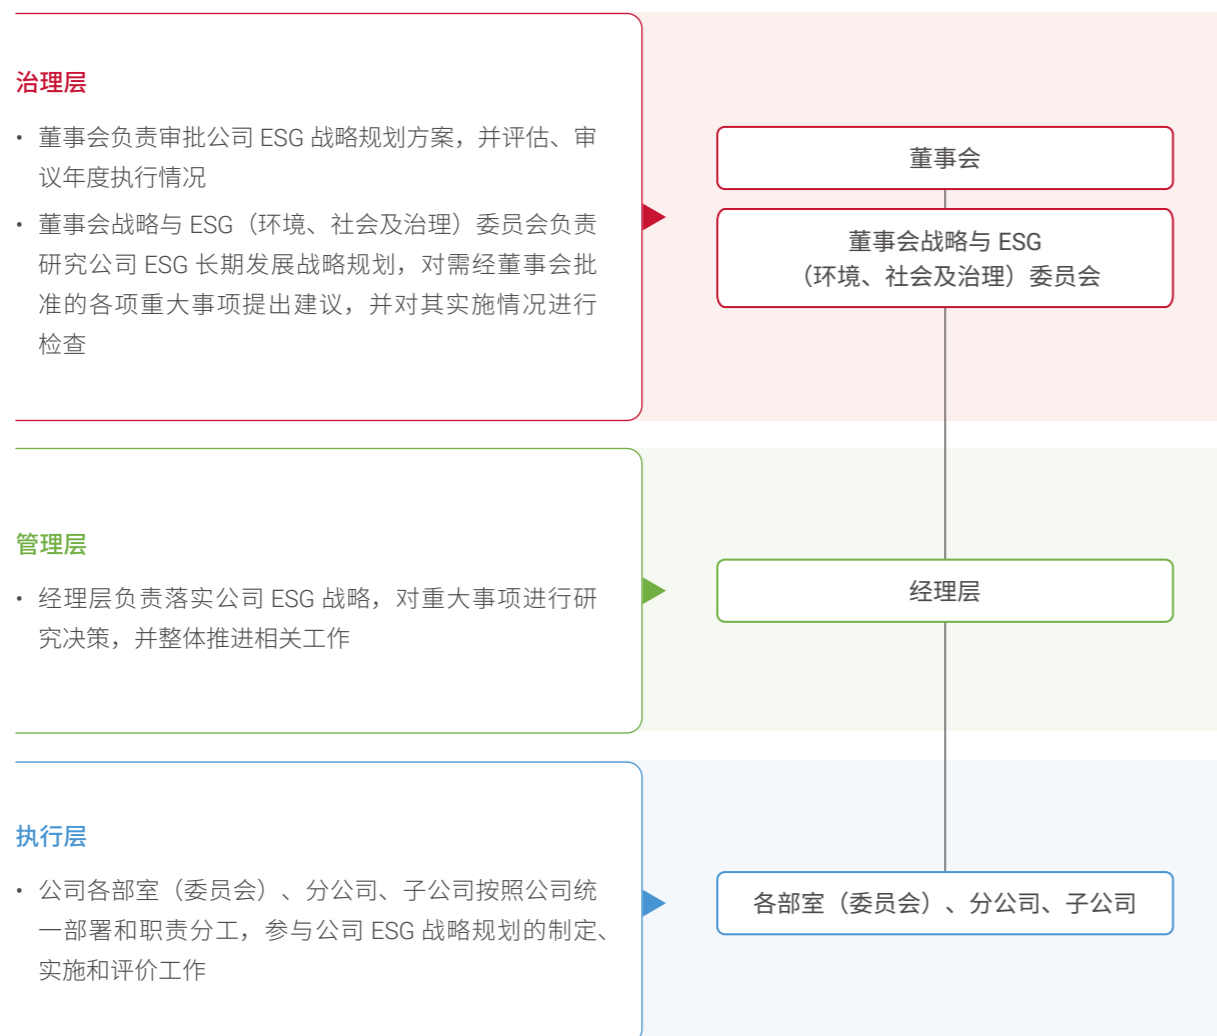 治理层
• 董事会负责审批公司 ESG 战略规划方案，并评估、审
议年度执行情况
• 董事会战略与 ESG（环境、社会及治理）委员会负责
研究公司 ESG 长期发展战略规划，对需经董事会批
准的各项重大事项提出建议，并对其实施情况进行
检查
董事会
董事会战略与 ESG
（环境、社会及治理）委员会
管理层
• 经理层负责落实公司 ESG 战略，对重大事项进行研
究决策，并整体推进相关工作
经理层
执行层
• 公司各部室（委员会）、分公司、子公司按照公司统
一部署和职责分工，参与公司 ESG 战略规划的制定、
实施和评价工作
各部室（委员会）、分公司、子公司